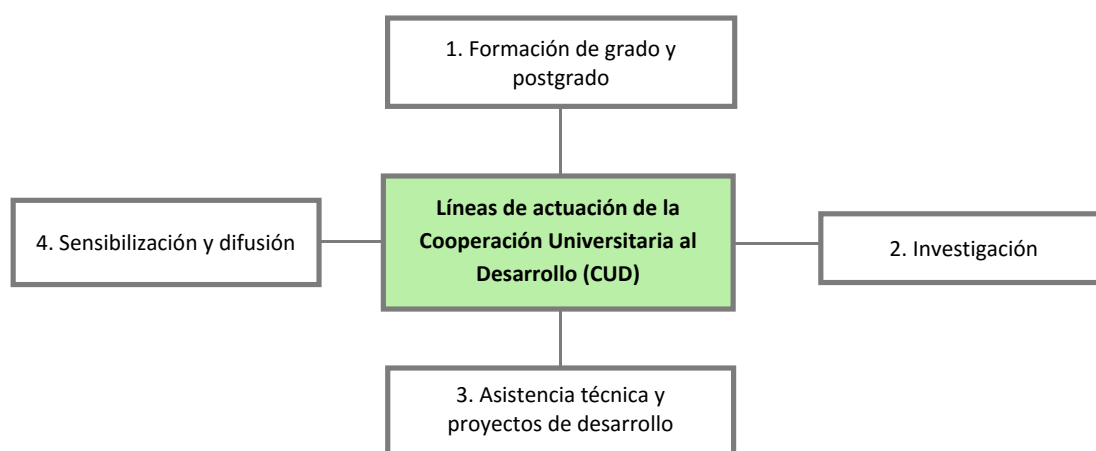 1. Formación de grado y
postgrado
Líneas de actuación de la
Cooperación Universitaria al
Desarrollo (CUD)
4. Sensibilización y difusión
2. Investigación
3. Asistencia técnica y
proyectos de desarrollo